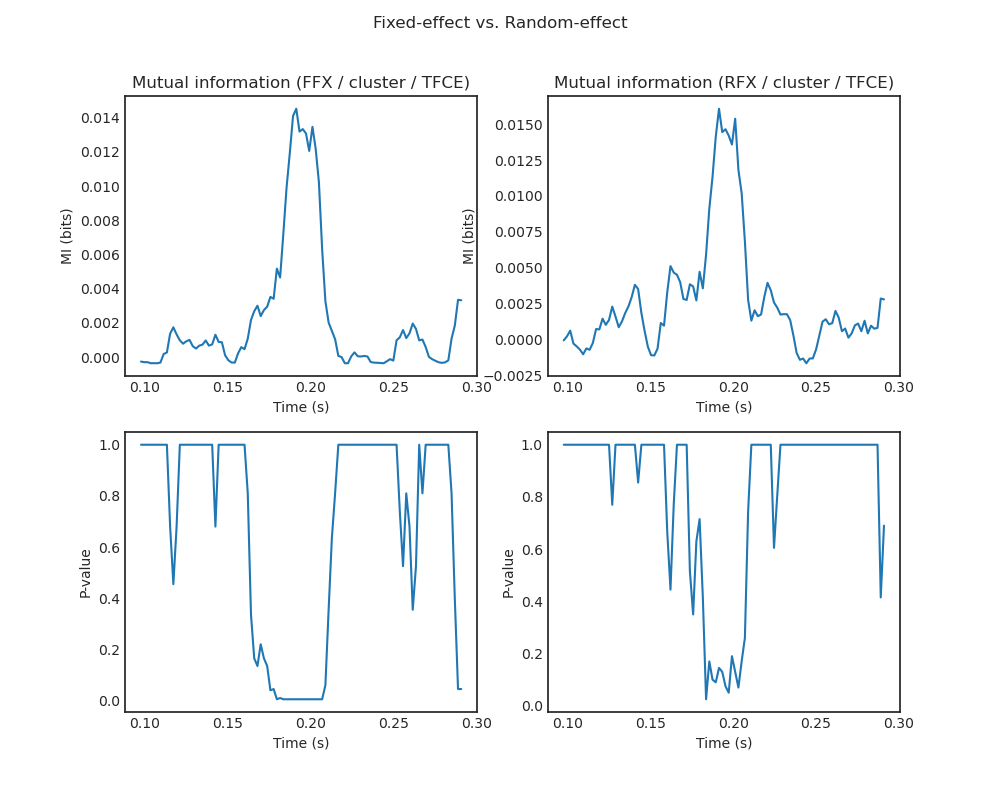 Fixed-effect vs. Random-effect
Mutual information (FFX / cluster / TFCE)
MI (bits)
0.014
0.012
0.010
0.008
0.006
0.004
0.002
0.000
0.10 0.15 0.20 0.25 0.30
Time (s)
Mutual information (RFX / cluster / TFCE)
MI (bits)
0.0150
0.0125
0.0100
0.0075
0.0050
0.0025
0.0000
−0.0025
0.10 0.15 0.20 0.25 0.30
Time (s)
P-value
1.0
0.8
0.6
0.4
0.2
0.0
0.10 0.15 0.20 0.25 0.30
Time (s)
P-value
1.0
0.8
0.6
0.4
0.2
0.0
0.10 0.15 0.20 0.25 0.30
Time (s)